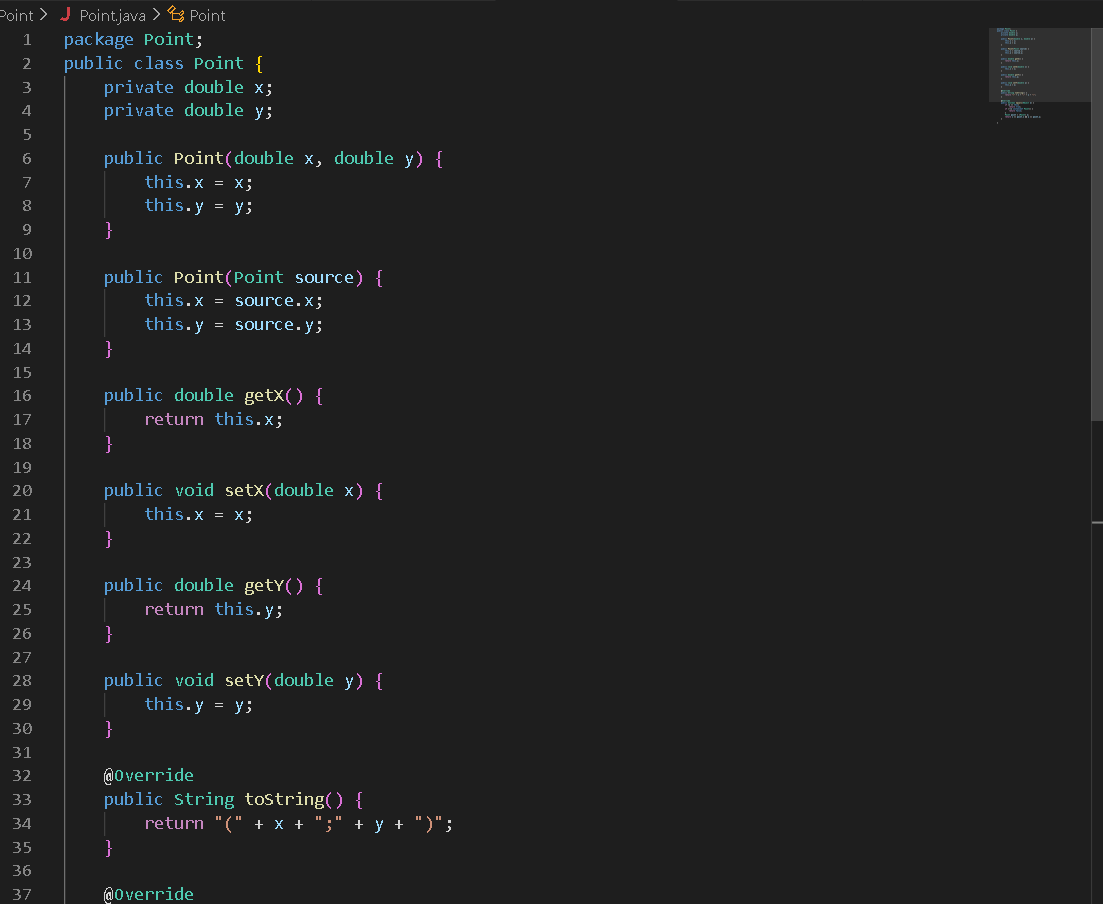 Point > Point.java > Point
1 package Point;
2 public class Point {
3     private double x;
4     private double y;
5
6     public Point(double x, double y) {
7         this.x = x;
8         this.y = y;
9     }
10
11     public Point(Point source) {
12         this.x = source.x;
13         this.y = source.y;
14     }
15
16     public double getX() {
17         return this.x;
18     }
19
20     public void setX(double x) {
21         this.x = x;
22     }
23
24     public double getY() {
25         return this.y;
26     }
27
28     public void setY(double y) {
29         this.y = y;
30     }
31
32     @Override
33     public String toString() {
34         return "(" + x + ";" + y + ")";
35     }
36
37     @Override